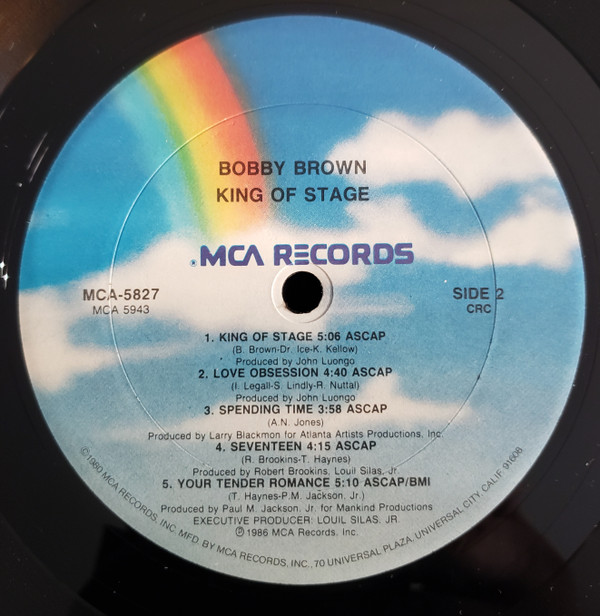 BOBBY BROWN
KING OF STAGE
®MCA RECORDS
MCA-5827
MCA 5943
SIDE 2
CRC
1. KING OF STAGE 5:06 ASCAP
(B. Brown-Dr. Ice-K. Kellow)
Produced by John Luongo
2. LOVE OBSESSION 4:40 ASCAP
(I. Legall-S. Lindly-R. Nuttal)
Produced by John Luongo
3. SPENDING TIME 3:58 ASCAP
(A.N. Jones)
Produced by Larry Blackmon for Atlanta Artists Productions, Inc.
4. SEVENTEEN 4:15 ASCAP
(R. Brookins-T. Haynes)
Produced by Robert Brookins, Louil Silas, Jr.
5. YOUR TENDER ROMANCE 5:10 ASCAP/BMI
(T. Haynes-P.M. Jackson, Jr.)
Produced by Paul M. Jackson, Jr. for Mankind Productions
EXECUTIVE PRODUCER: LOUIL SILAS, JR.
℗ 1986 MCA Records, Inc.
©1980 MCA RECORDS, INC. MFD. BY MCA RECORDS, INC., 70 UNIVERSAL PLAZA, UNIVERSAL CITY, CALIF. 91608